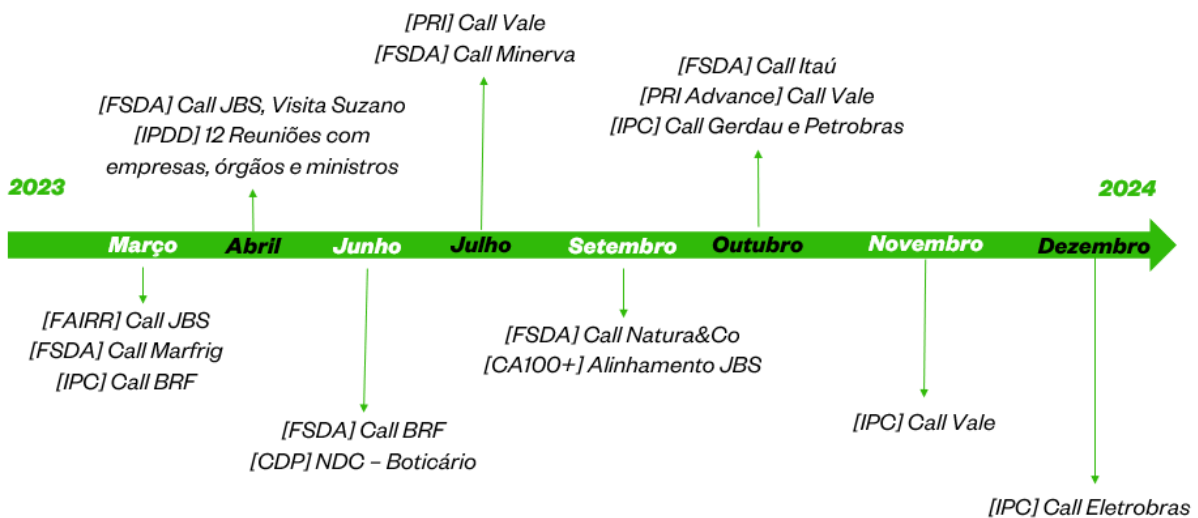 [PRI] Call Vale
[FSDA] Call Minerva
[FSDA] Call Itaú
[PRI Advance] Call Vale
[IPC] Call Gerdau e Petrobras
[FSDA] Call JBS, Visita Suzano
[IPDD] 12 Reuniões com
empresas, órgãos e ministros
2023
2024
Março
Abril
Junho
Julho
Setembro
Outubro
Novembro
Dezembro
[FAIRR] Call JBS
[FSDA] Call Marfrig
[IPC] Call BRF
[FSDA] Call Natura&Co
[CA100+] Alinhamento JBS
[FSDA] Call BRF
[CDP] NDC – Boticário
[IPC] Call Vale
[IPC] Call Eletrobras